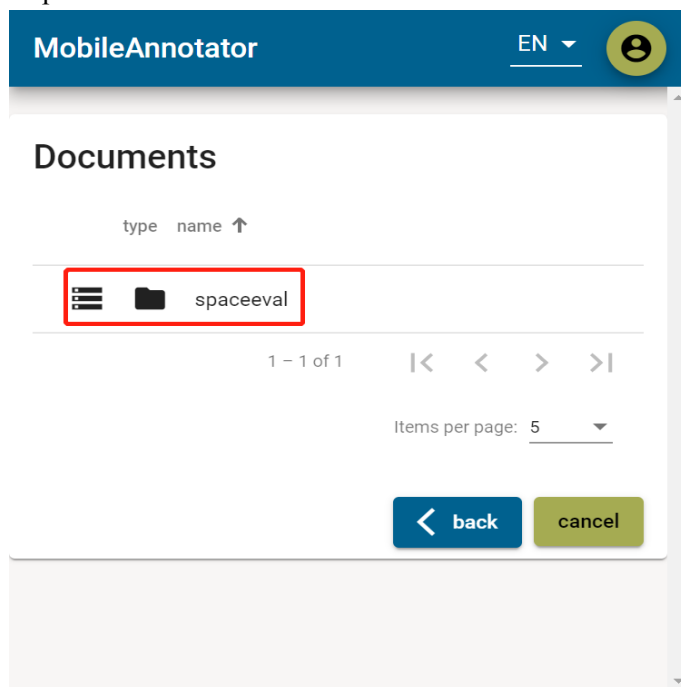 MobileAnnotator EN
Documents
type name
spaceeval
1 – 1 of 1
Items per page: 5
back cancel